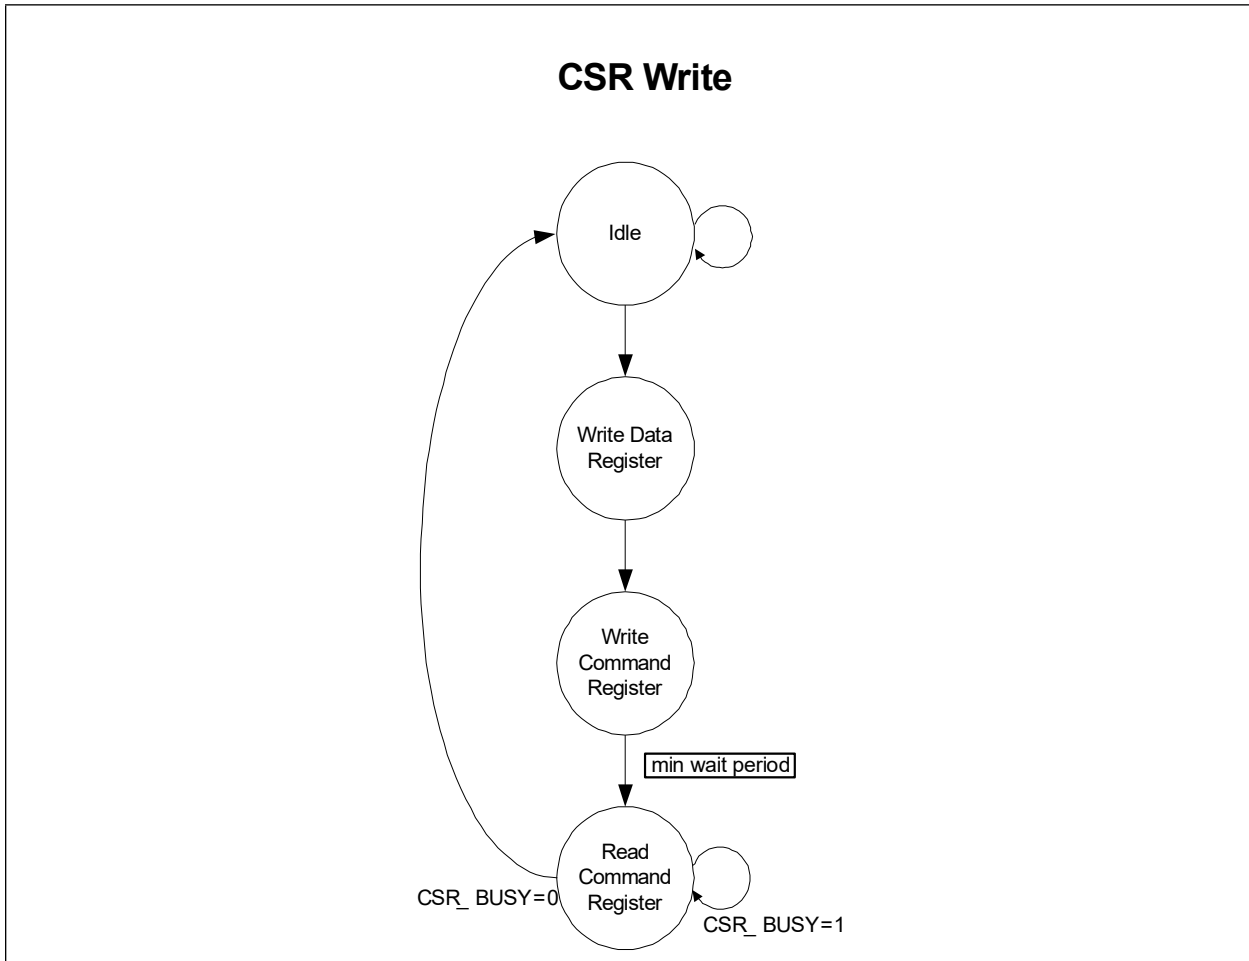 CSR Write
Idle
Write Data
Register
Write
Command
Register
min wait period
Read
Command
Register
CSR_ BUSY=0
CSR_ BUSY=1